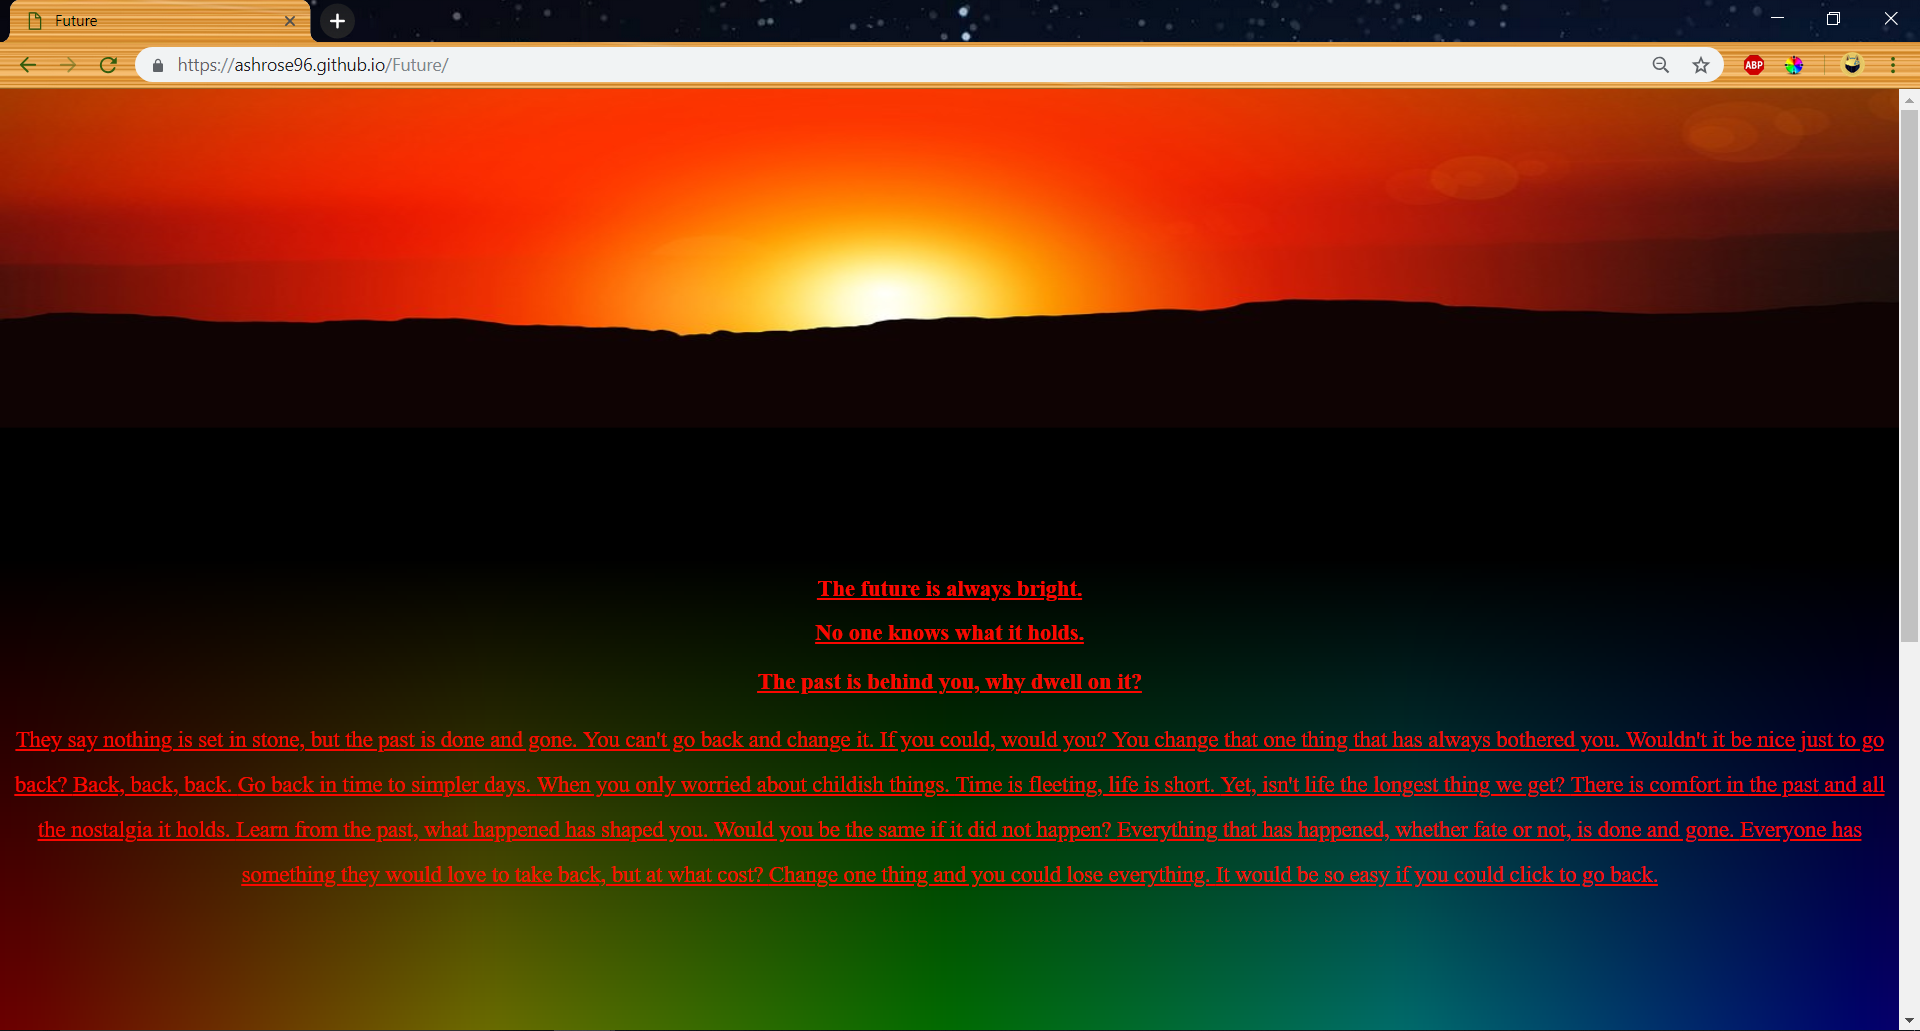 Future
https://ashrose96.github.io/Future/
ABP
The future is always bright.
No one knows what it holds.
The past is behind you, why dwell on it?
They say nothing is set in stone, but the past is done and gone. You can't go back and change it. If you could, would you? You change that one thing that has always bothered you. Wouldn't it be nice just to go
back? Back, back, back. Go back in time to simpler days. When you only worried about childish things. Time is fleeting, life is short. Yet, isn't life the longest thing we get? There is comfort in the past and all
the nostalgia it holds. Learn from the past, what happened has shaped you. Would you be the same if it did not happen? Everything that has happened, whether fate or not, is done and gone. Everyone has
something they would love to take back, but at what cost? Change one thing and you could lose everything. It would be so easy if you could click to go back.